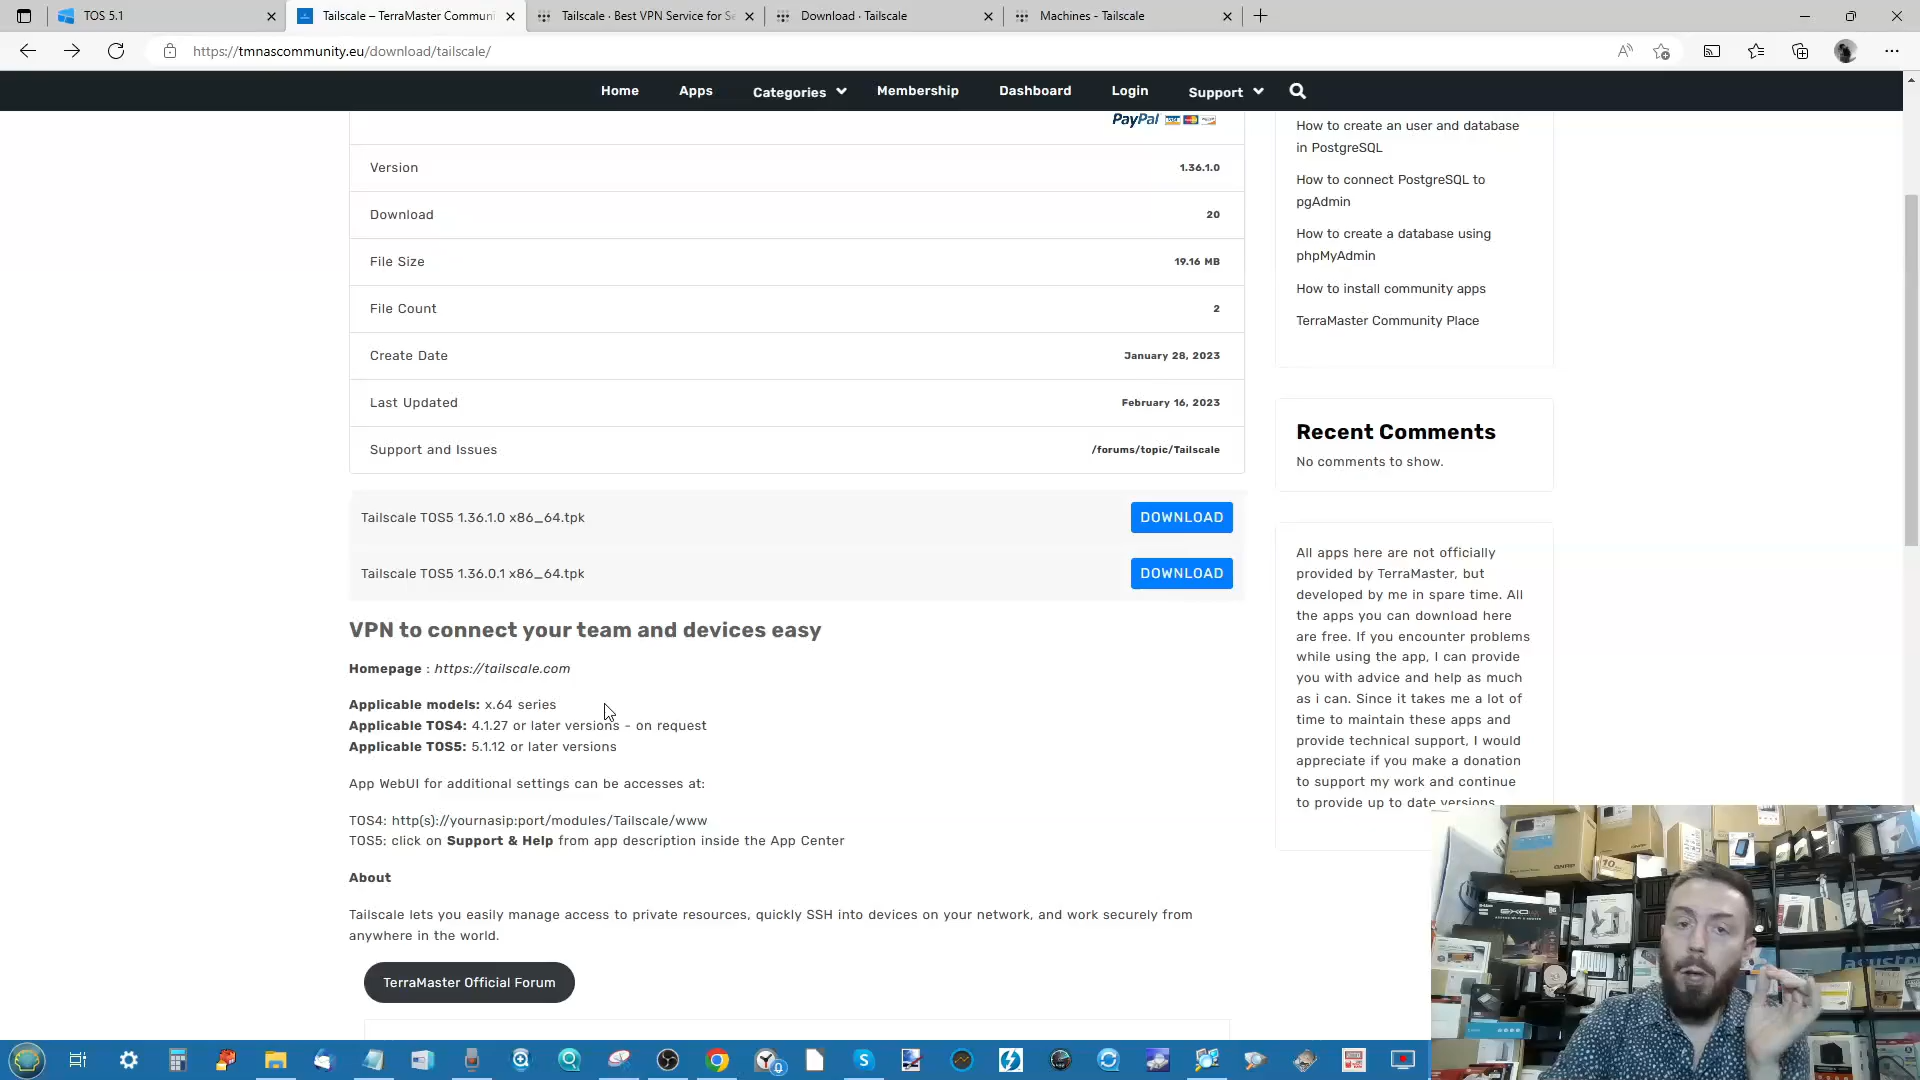 TOS 5.1
Tailscale – TerraMaster Commun
Tailscale · Best VPN Service for Se
Download · Tailscale
Machines - Tailscale
https://tmnascommunity.eu/download/tailscale/
Home
Apps
Categories
Membership
Dashboard
Login
Support
PayPal
Version
1.36.1.0
Download
20
File Size
19.16 MB
File Count
2
Create Date
January 28, 2023
Last Updated
February 16, 2023
Support and Issues
/forums/topic/Tailscale
Tailscale TOS5 1.36.1.0 x86_64.tpk
DOWNLOAD
Tailscale TOS5 1.36.0.1 x86_64.tpk
DOWNLOAD
VPN to connect your team and devices easy
Homepage : https://tailscale.com
Applicable models: x.64 series
Applicable TOS4: 4.1.27 or later versions - on request
Applicable TOS5: 5.1.12 or later versions
App WebUI for additional settings can be accesses at:
TOS4: http(s)://yournasip:port/modules/Tailscale/www
TOS5: click on Support & Help from app description inside the App Center
About
Tailscale lets you easily manage access to private resources, quickly SSH into devices on your network, and work securely from
anywhere in the world.
TerraMaster Official Forum
How to create an user and database
in PostgreSQL
How to connect PostgreSQL to
pgAdmin
How to create a database using
phpMyAdmin
How to install community apps
TerraMaster Community Place
Recent Comments
No comments to show.
All apps here are not officially
provided by TerraMaster, but
developed by me in spare time. All
the apps you can download here
are free. If you encounter problems
while using the app, I can provide
you with advice and help as much
as i can. Since it takes me a lot of
time to maintain these apps and
provide technical support, I would
appreciate if you make a donation
to support my work and continue
to provide up to date versions